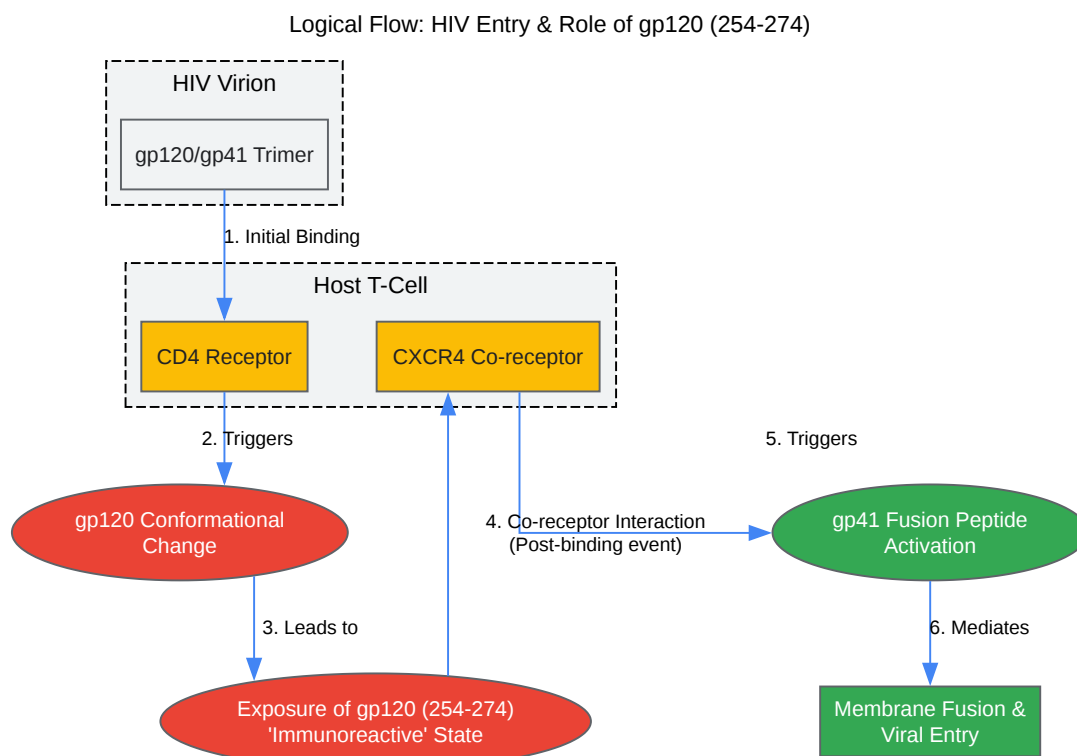 Logical Flow: HIV Entry & Role of gp120 (254-274)
HIV Virion
gp120/gp41 Trimer
1. Initial Binding
Host T-Cell
CD4 Receptor
CXCR4 Co-receptor
2. Triggers
5. Triggers
gp120 Conformational
Change
4. Co-receptor Interaction
(Post-binding event)
gp41 Fusion Peptide
Activation
3. Leads to
6. Mediates
Exposure of gp120 (254-274)
'Immunoreactive' State
Membrane Fusion &
Viral Entry